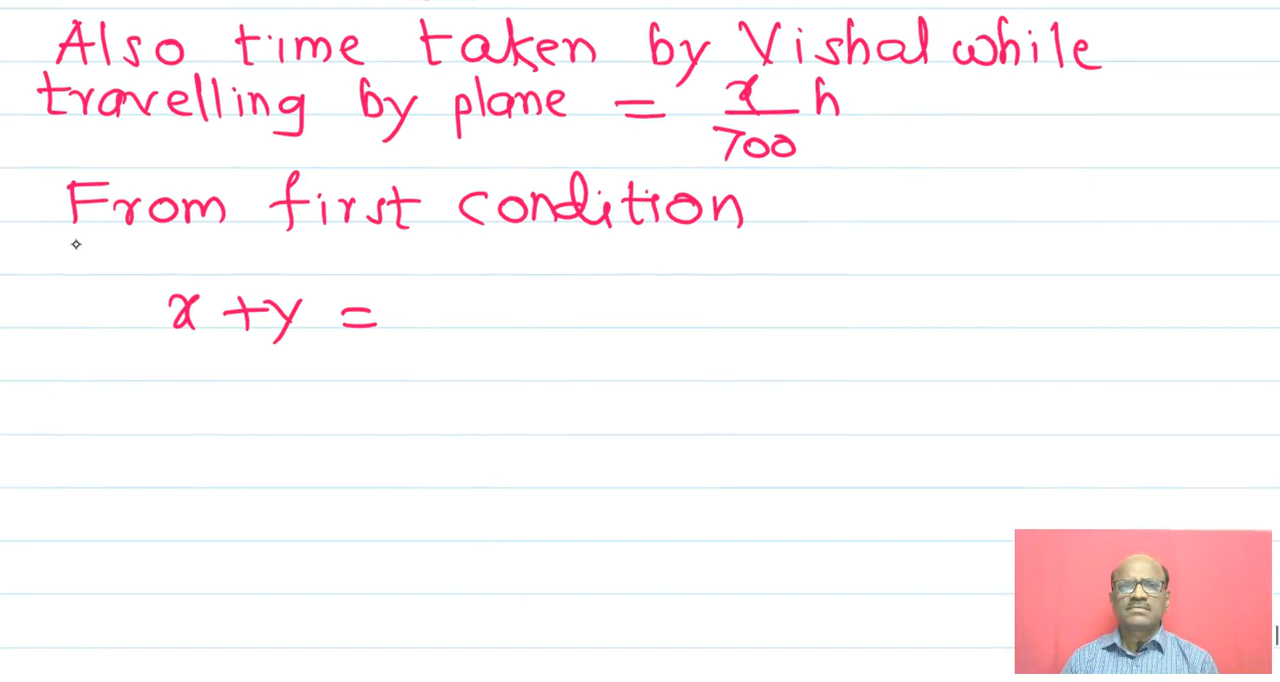 Also time taken by Vishal while
travelling by plane = x/700 h
From first condition
x + y =